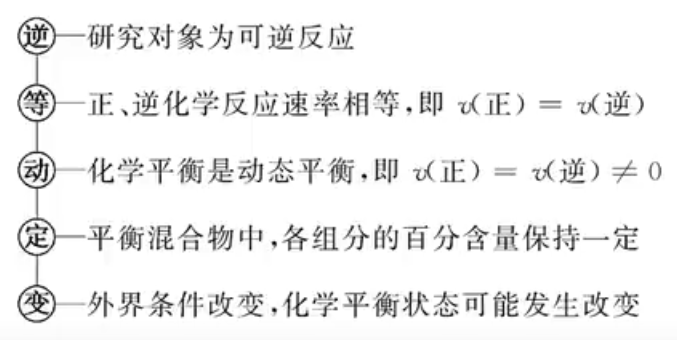 逆 研究对象为可逆反应
等 正、逆化学反应速率相等,即 v(正) = v(逆)
动 化学平衡是动态平衡,即 v(正) = v(逆) ≠ 0
定 平衡混合物中,各组分的百分含量保持一定
变 外界条件改变,化学平衡状态可能发生改变